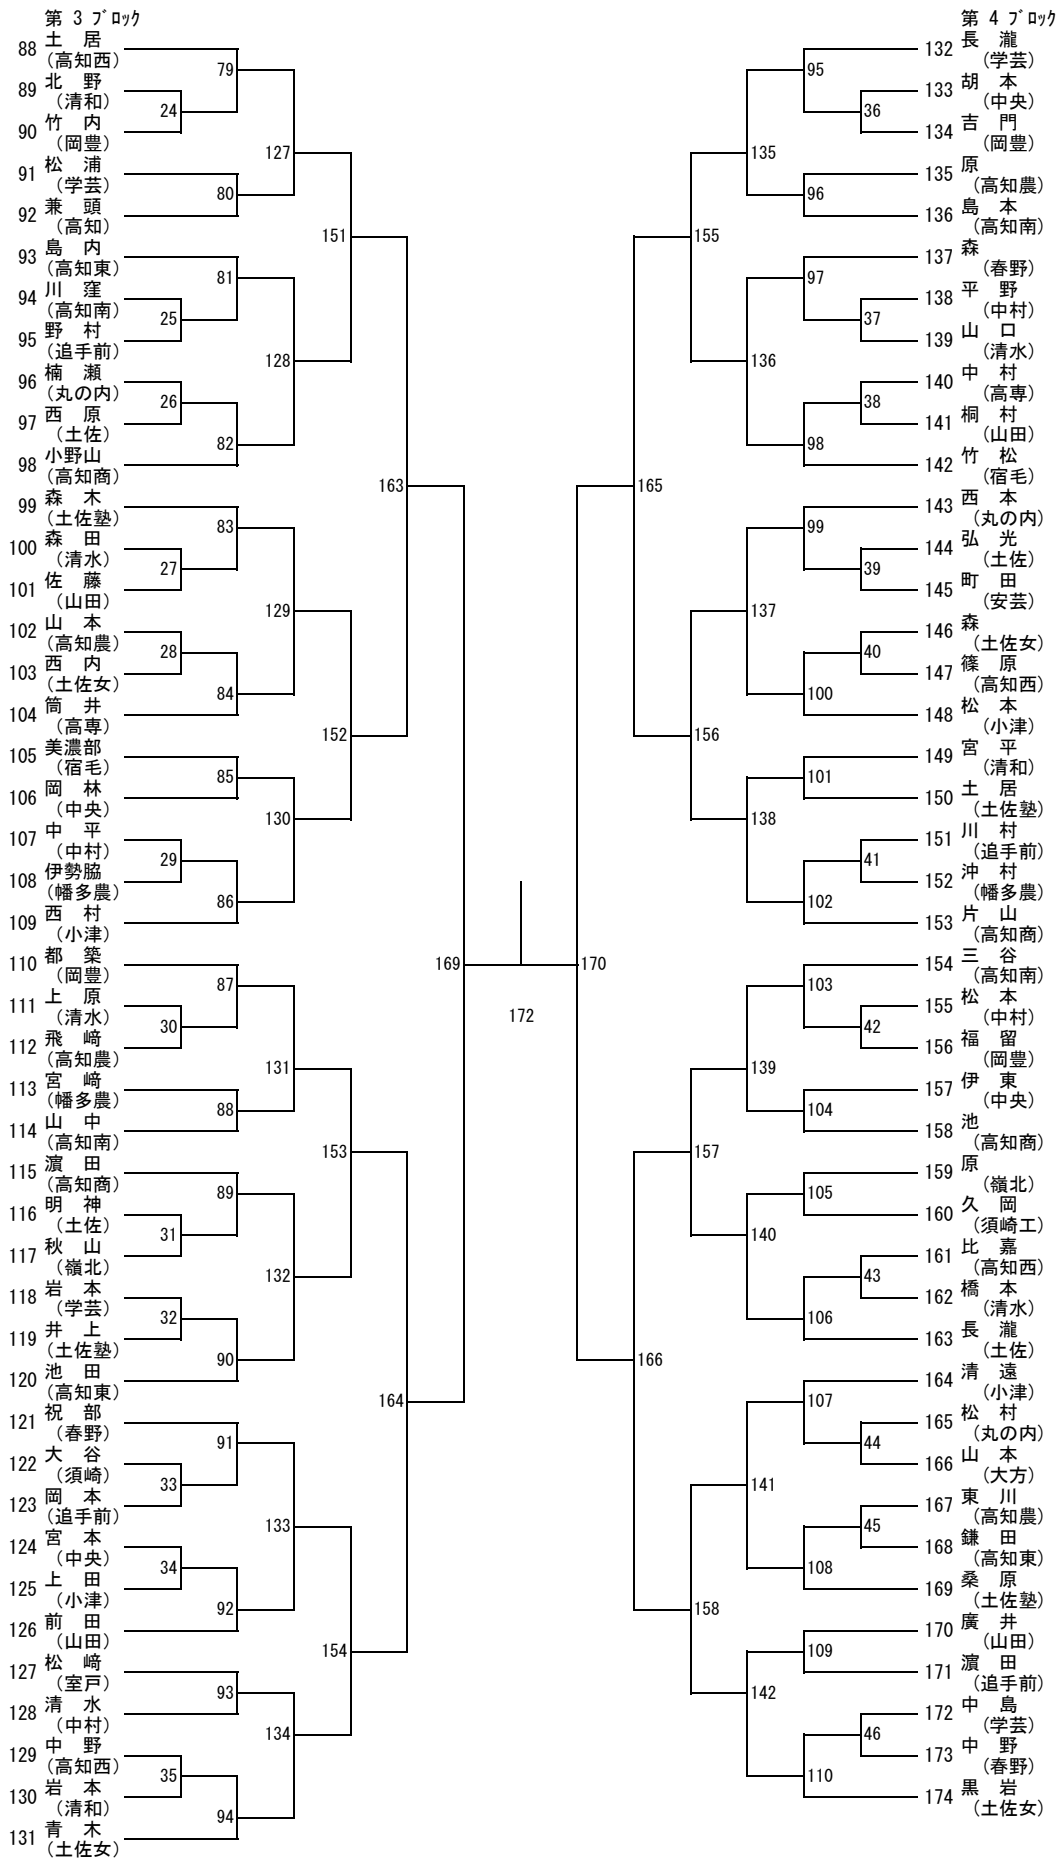 第 3 ﾌﾞﾛｯｸ
88 土 居
(高知西)
89 北 野
(清和)
90 竹 内
(岡豊)
91 松 浦
(学芸)
92 兼 頭
(高知)
93 島 内
(高知東)
94 川 窪
(高知南)
95 野 村
(追手前)
96 楠 瀬
(丸の内)
97 西 原
(土佐)
98 小野山
(高知商)
99 森 木
(土佐塾)
100 森 田
(清水)
101 佐 藤
(山田)
102 山 本
(高知農)
103 西 内
(土佐女)
104 筒 井
(高専)
105 美濃部
(宿毛)
106 岡 林
(中央)
107 中 平
(中村)
108 伊勢脇
(幡多農)
109 西 村
(小津)
110 都 築
(岡豊)
111 上 原
(清水)
112 飛 﨑
(高知農)
113 宮 﨑
(幡多農)
114 山 中
(高知南)
115 濵 田
(高知商)
116 明 神
(土佐)
117 秋 山
(嶺北)
118 岩 本
(学芸)
119 井 上
(土佐塾)
120 池 田
(高知東)
121 祝 部
(春野)
122 大 谷
(須崎)
123 岡 本
(追手前)
124 宮 本
(中央)
125 上 田
(小津)
126 前 田
(山田)
127 松 﨑
(室戸)
128 清 水
(中村)
129 中 野
(高知西)
130 岩 本
(清和)
131 青 木
(土佐女)
24
25
26
27
28
29
30
31
32
33
34
35
79
80
81
82
83
84
85
86
87
88
89
90
91
92
93
94
127
128
129
130
131
132
133
134
151
152
153
154
163
164
169
172
170
165
166
155
156
157
158
135
136
137
138
139
140
141
142
95
96
97
98
99
100
101
102
103
104
105
106
107
108
109
110
36
37
38
39
40
41
42
43
44
45
46
第 4 ﾌﾞﾛｯｸ
132 長 瀧
(学芸)
133 胡 本
(中央)
134 吉 門
(岡豊)
135 原
(高知農)
136 島 本
(高知南)
137 森
(春野)
138 平 野
(中村)
139 山 口
(清水)
140 中 村
(高専)
141 桐 村
(山田)
142 竹 松
(宿毛)
143 西 本
(丸の内)
144 弘 光
(土佐)
145 町 田
(安芸)
146 森
(土佐女)
147 篠 原
(高知西)
148 松 本
(小津)
149 宮 平
(清和)
150 土 居
(土佐塾)
151 川 村
(追手前)
152 沖 村
(幡多農)
153 片 山
(高知商)
154 三 谷
(高知南)
155 松 本
(中村)
156 福 留
(岡豊)
157 伊 東
(中央)
158 池
(高知商)
159 原
(嶺北)
160 久 岡
(須崎工)
161 比 嘉
(高知西)
162 橋 本
(清水)
163 長 瀧
(土佐)
164 清 遠
(小津)
165 松 村
(丸の内)
166 山 本
(大方)
167 東 川
(高知農)
168 鎌 田
(高知東)
169 桑 原
(土佐塾)
170 廣 井
(山田)
171 濵 田
(追手前)
172 中 島
(学芸)
173 中 野
(春野)
174 黒 岩
(土佐女)